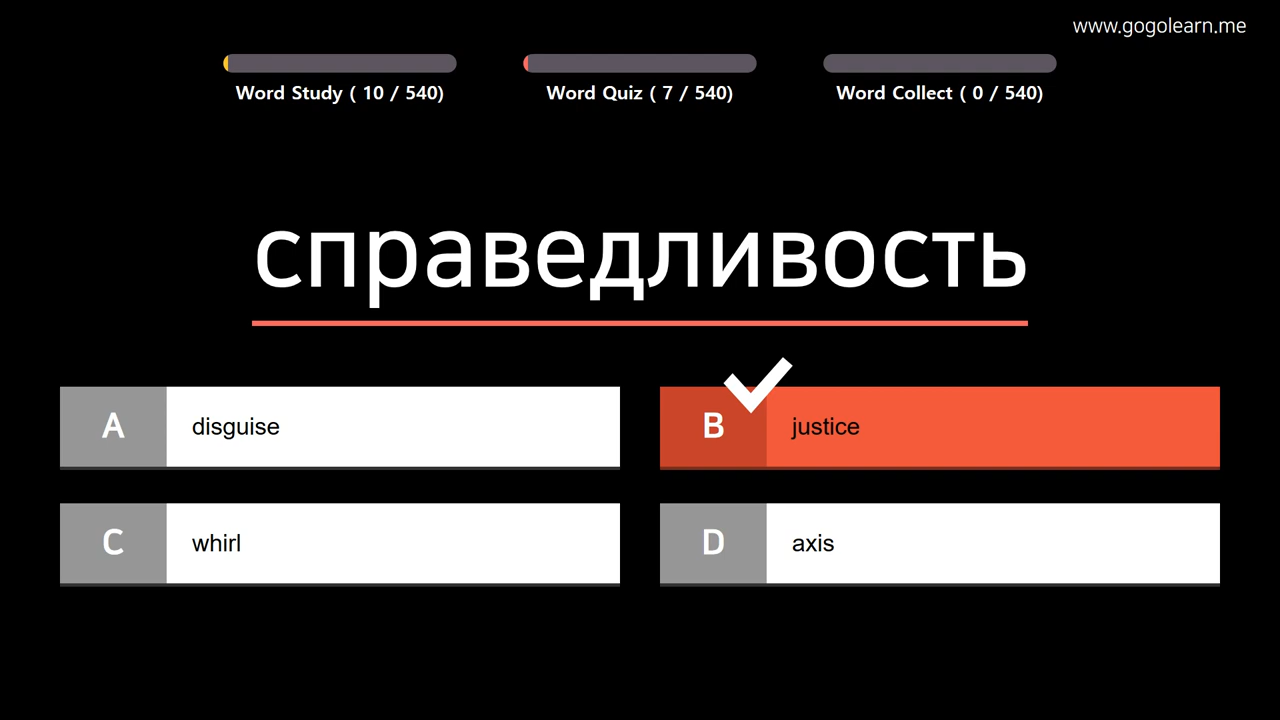 www.gogolearn.me
Word Study ( 10 / 540)
Word Quiz ( 7 / 540)
Word Collect ( 0 / 540)
справедливость
A disguise
B justice
C whirl
D axis